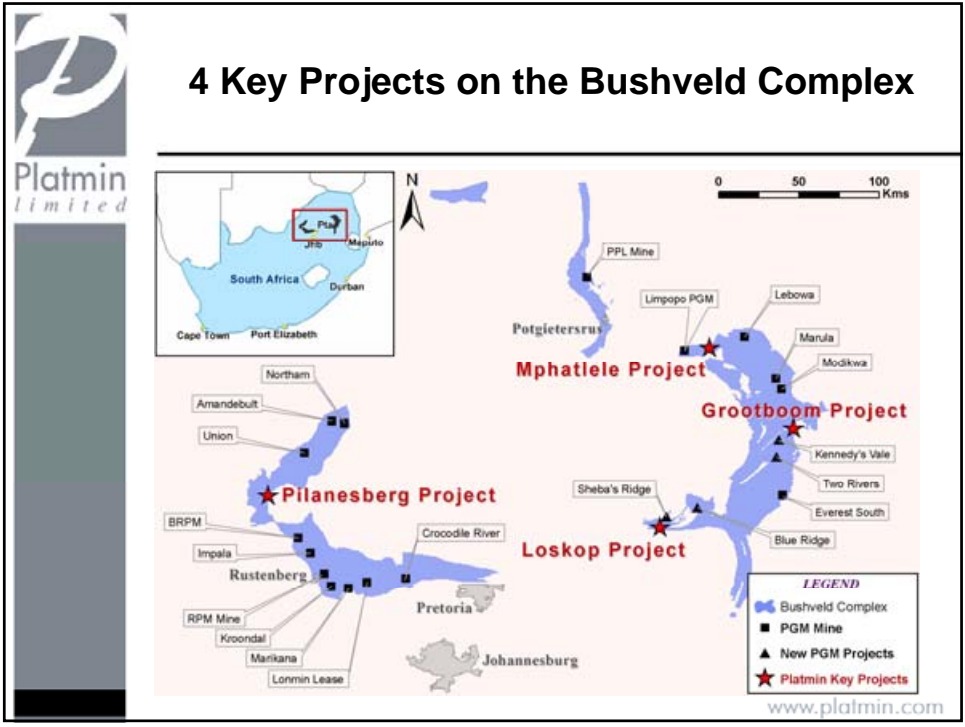 4 Key Projects on the Bushveld Complex
Platmin
limited
N
0 50 100
Kms
Pta
Jhb
Maputo
South Africa
Durban
Cape Town
Port Elizabeth
PPL Mine
Potgietersrus
Limpopo PGM
Lebowa
Marula
Modikwa
Mphatlele Project
Grootboom Project
Kennedy's Vale
Two Rivers
Everest South
Blue Ridge
Sheba's Ridge
Loskop Project
Northam
Amandebult
Union
Pilanesberg Project
BRPM
Impala
Rustenberg
Crocodile River
RPM Mine
Kroondal
Marikana
Lonmin Lease
Pretoria
Johannesburg
LEGEND
Bushveld Complex
PGM Mine
New PGM Projects
Platmin Key Projects
www.platmin.com